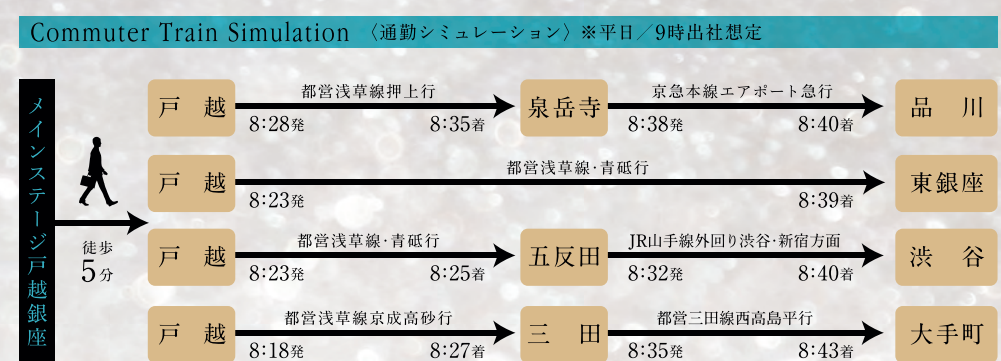 Commuter Train Simulation 〈通勤シミュレーション〉※平日／9時出社想定
メインステージ戸越銀座
徒歩
5分
戸越
都営浅草線押上行
8:28発
8:35着
泉岳寺
京急本線エアポート急行
8:38発
8:40着
品川
戸越
都営浅草線・青砥行
8:23発
8:39着
東銀座
戸越
都営浅草線・青砥行
8:23発
8:25着
五反田
JR山手線外回り渋谷・新宿方面
8:32発
8:40着
渋谷
戸越
都営浅草線京成高砂行
8:18発
8:27着
三田
都営三田線西高島平行
8:35発
8:43着
大手町